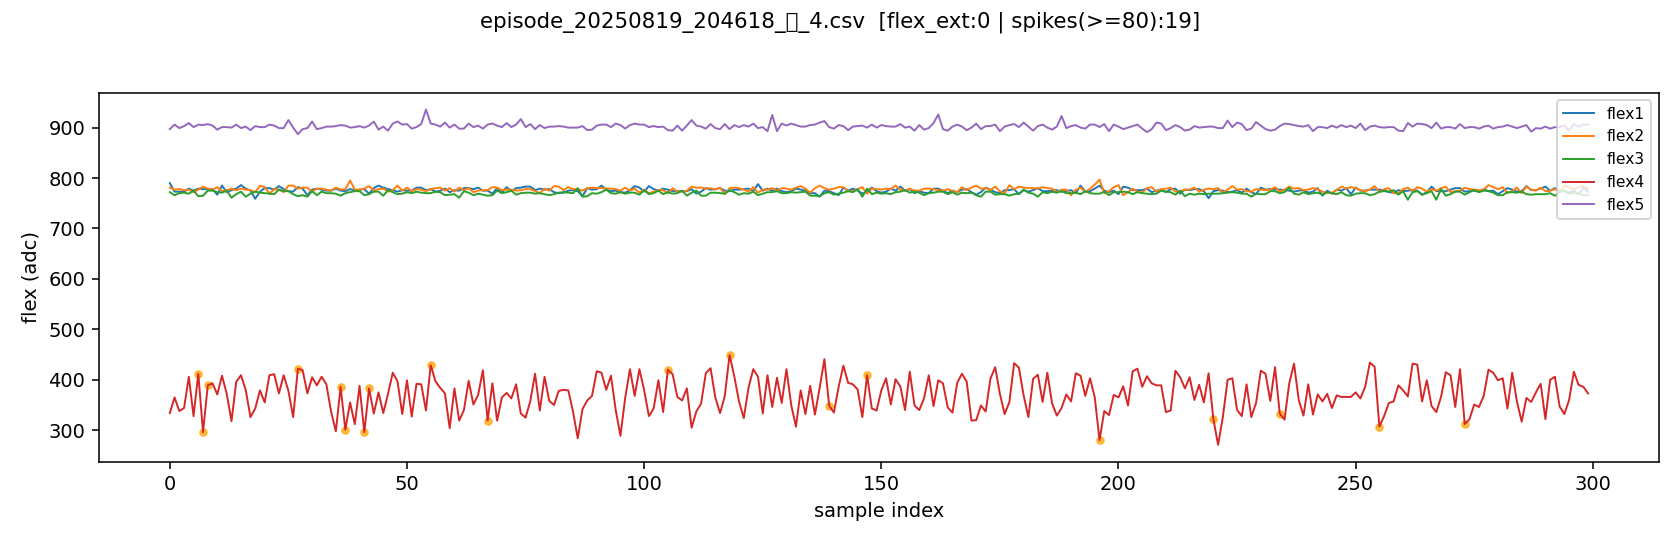 episode_20250819_204618_▯_4.csv [flex_ext:0 | spikes(>=80):19]
flex (adc)
900
800
700
600
500
400
300
flex1
flex2
flex3
flex4
flex5
0 50 100 150 200 250 300
sample index